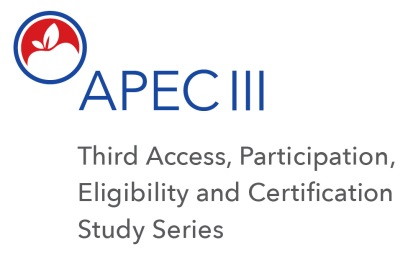 APEC III
Third Access, Participation,
Eligibility and Certification
Study Series